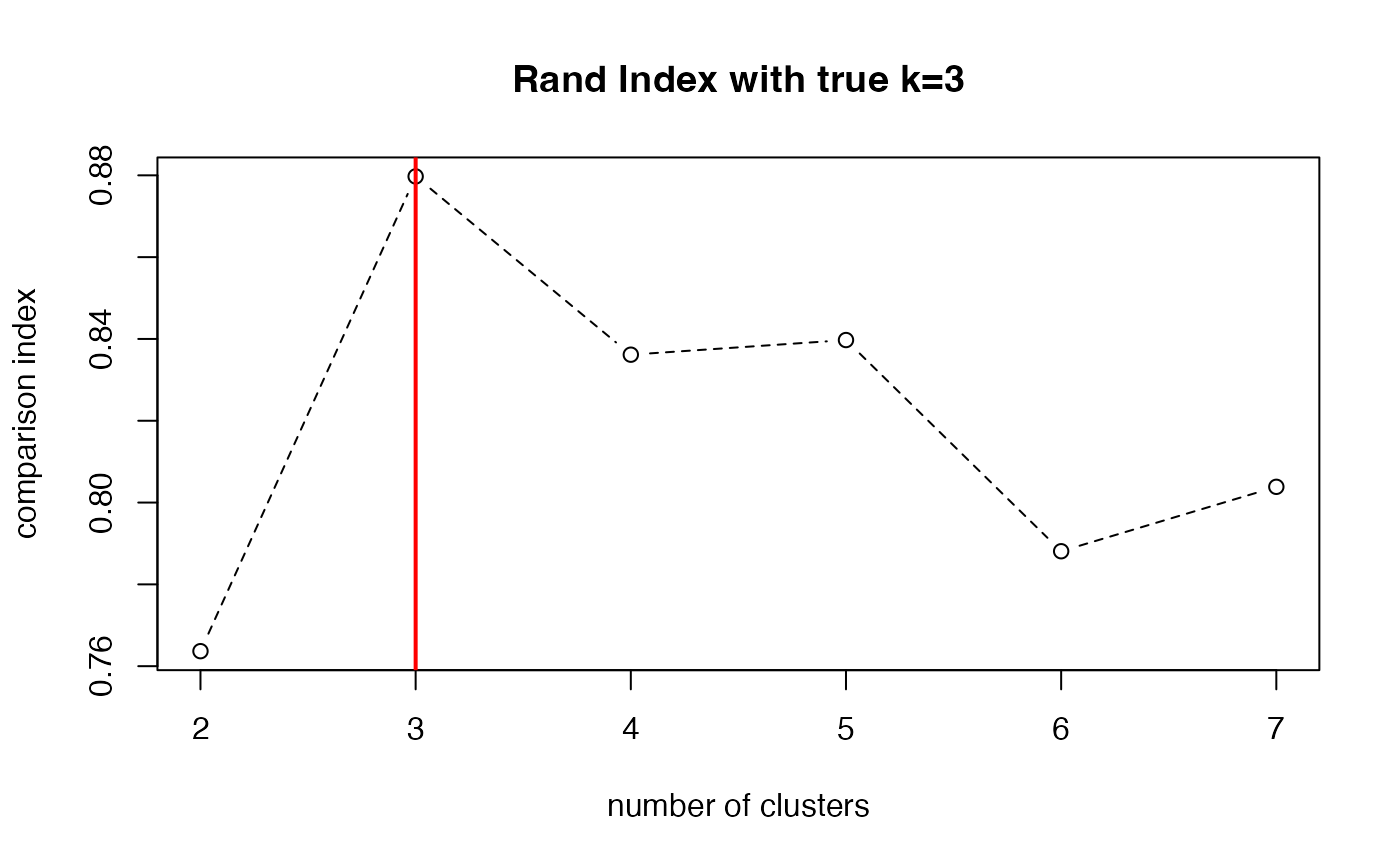 Rand Index with true k=3
comparison index
0.88
0.84
0.80
0.76
2 3 4 5 6 7
number of clusters